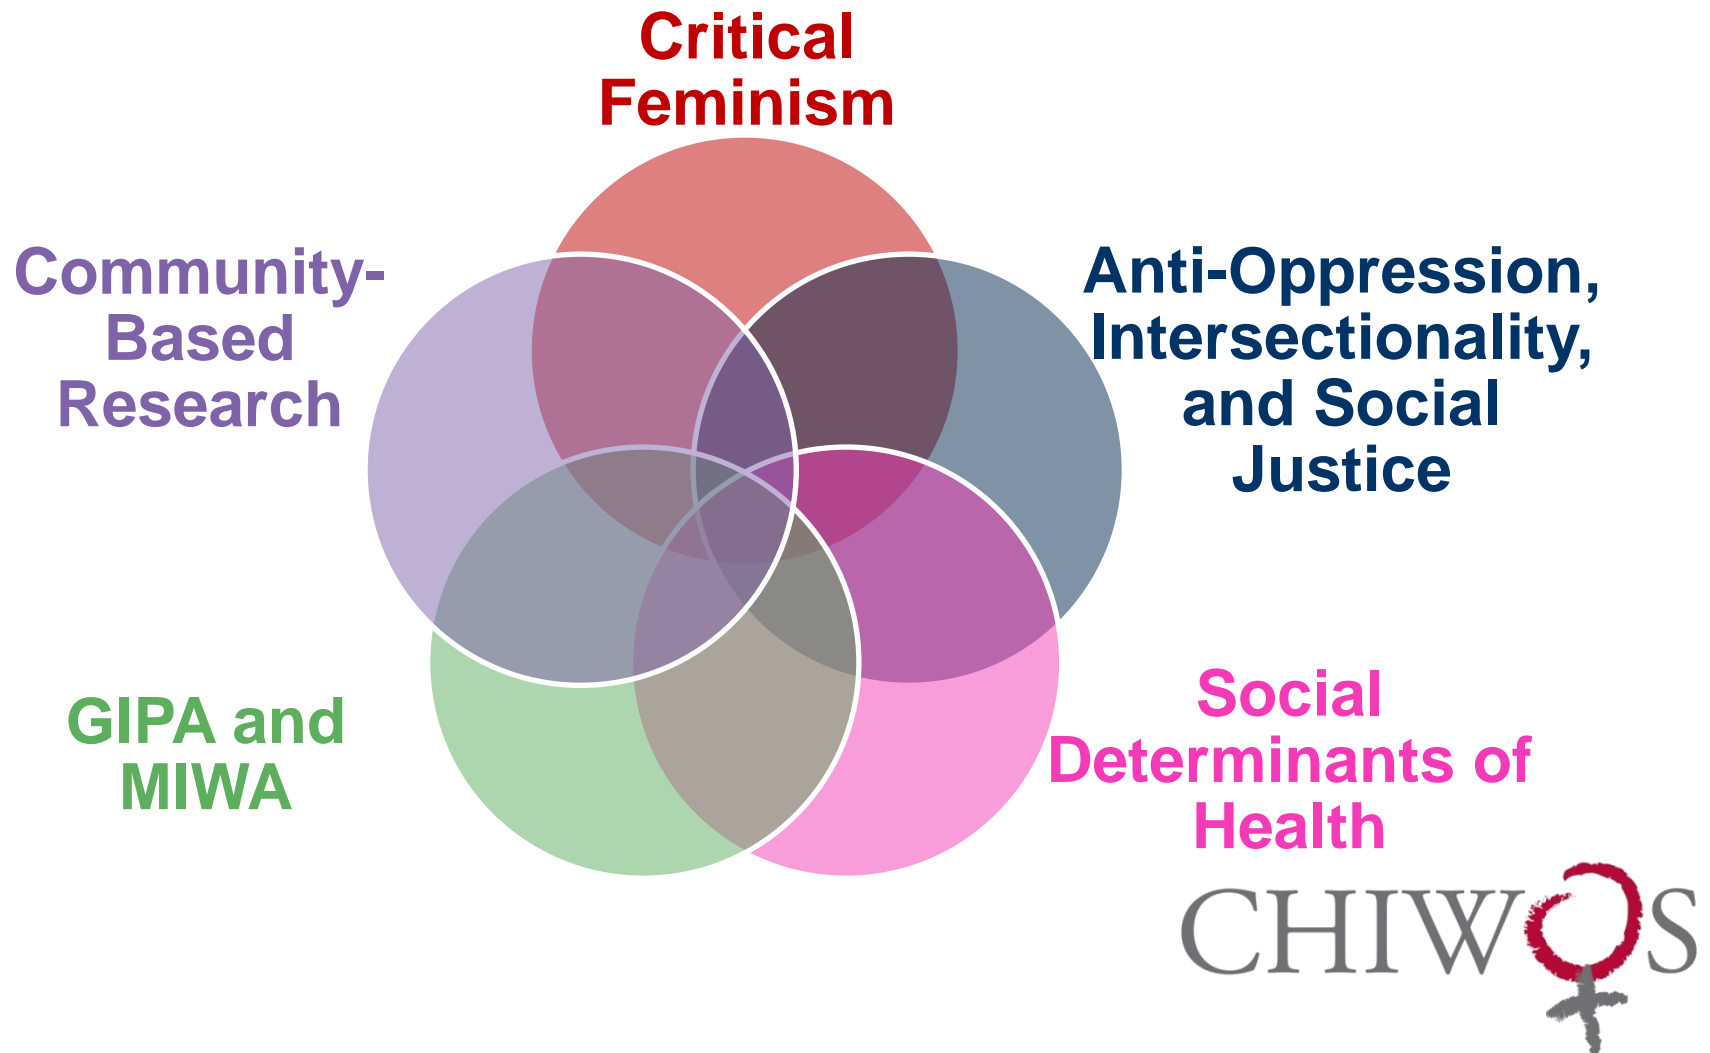 Critical
Feminism
Community-
Based
Research
Anti-Oppression,
Intersectionality,
and Social
Justice
GIPA and
MIWA
Social
Determinants of
Health
CHIWOS